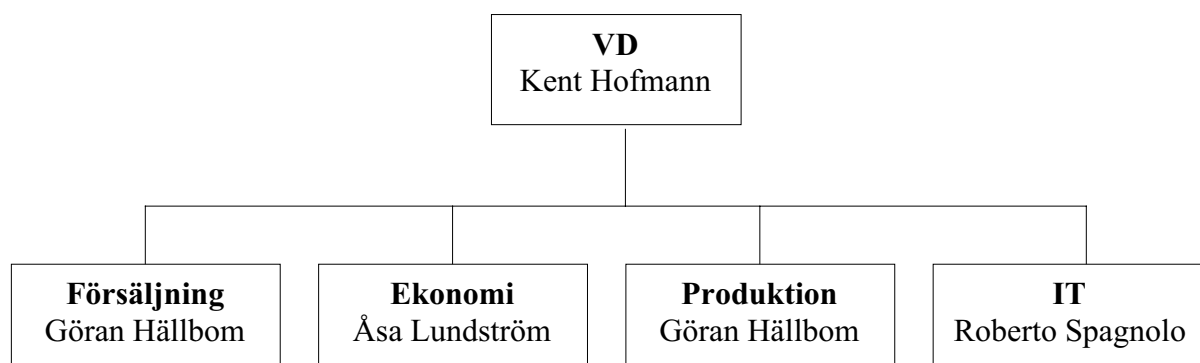 VD
Kent Hofmann
Försäljning
Göran Hällbom
Ekonomi
Åsa Lundström
Produktion
Göran Hällbom
IT
Roberto Spagnolo